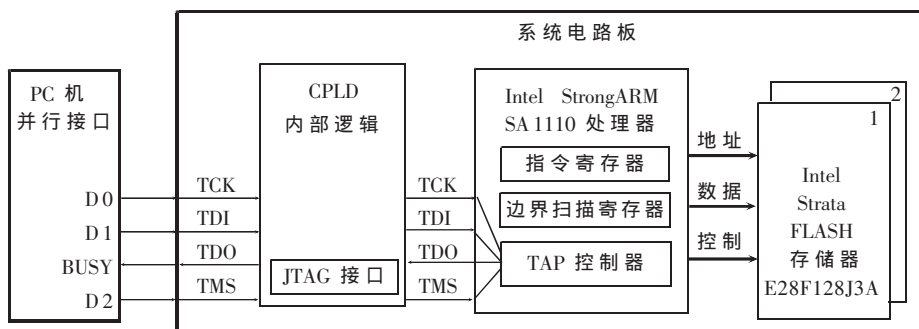 系统电路板
PC 机
并行接口
D0
D1
BUSY
D2
TCK
TDI
TDO
TMS
CPLD
内部逻辑
JTAG 接口
TCK
TDI
TDO
TMS
Intel StrongARM
SA1110 处理器
指令寄存器
边界扫描寄存器
TAP 控制器
地址
数据
控制
2
1
Intel
Strata
FLASH
存储器
E28F128J3A